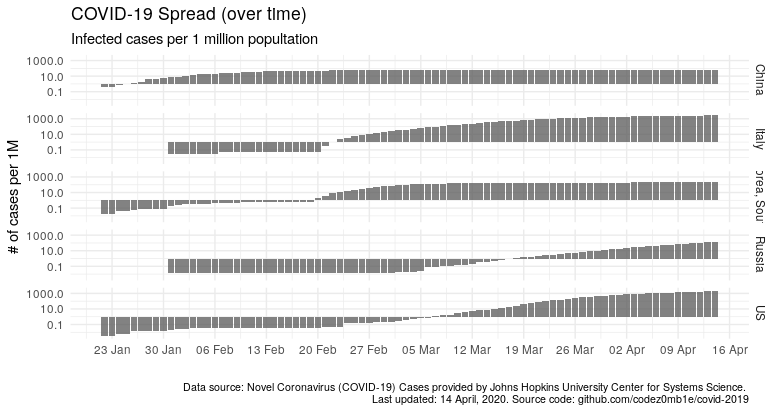 COVID-19 Spread (over time)
Infected cases per 1 million popultation
# of cases per 1M
1000.0
10.0
0.1
China
1000.0
10.0
0.1
Italy
1000.0
10.0
0.1
orea, Sou
1000.0
10.0
0.1
Russia
1000.0
10.0
0.1
US
23 Jan 30 Jan 06 Feb 13 Feb 20 Feb 27 Feb 05 Mar 12 Mar 19 Mar 26 Mar 02 Apr 09 Apr 16 Apr
Data source: Novel Coronavirus (COVID-19) Cases provided by Johns Hopkins University Center for Systems Science.
Last updated: 14 April, 2020. Source code: github.com/codez0mb1e/covid-2019